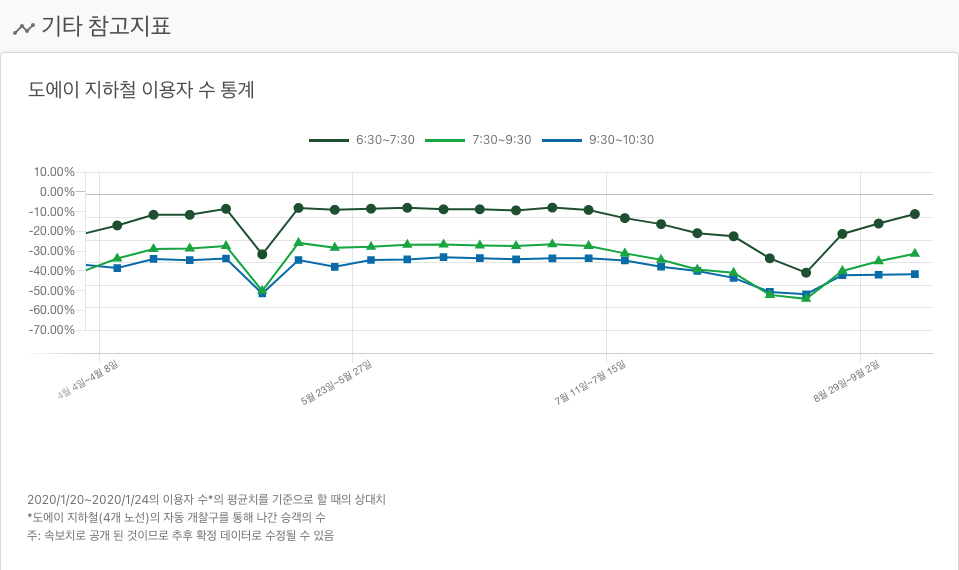 기타 참고지표
도에이 지하철 이용자 수 통계
6:30~7:30 7:30~9:30 9:30~10:30
10.00%
0.00%
-10.00%
-20.00%
-30.00%
-40.00%
-50.00%
-60.00%
-70.00%
4월 4일~4월 8일 5월 23일~5월 27일 7월 11일~7월 15일 8월 29일~9월 2일
2020/1/20~2020/1/24의 이용자 수*의 평균치를 기준으로 할 때의 상대치
*도에이 지하철(4개 노선)의 자동 개찰구를 통해 나간 승객의 수
주: 속보치로 공개 된 것이므로 추후 확정 데이터로 수정될 수 있음